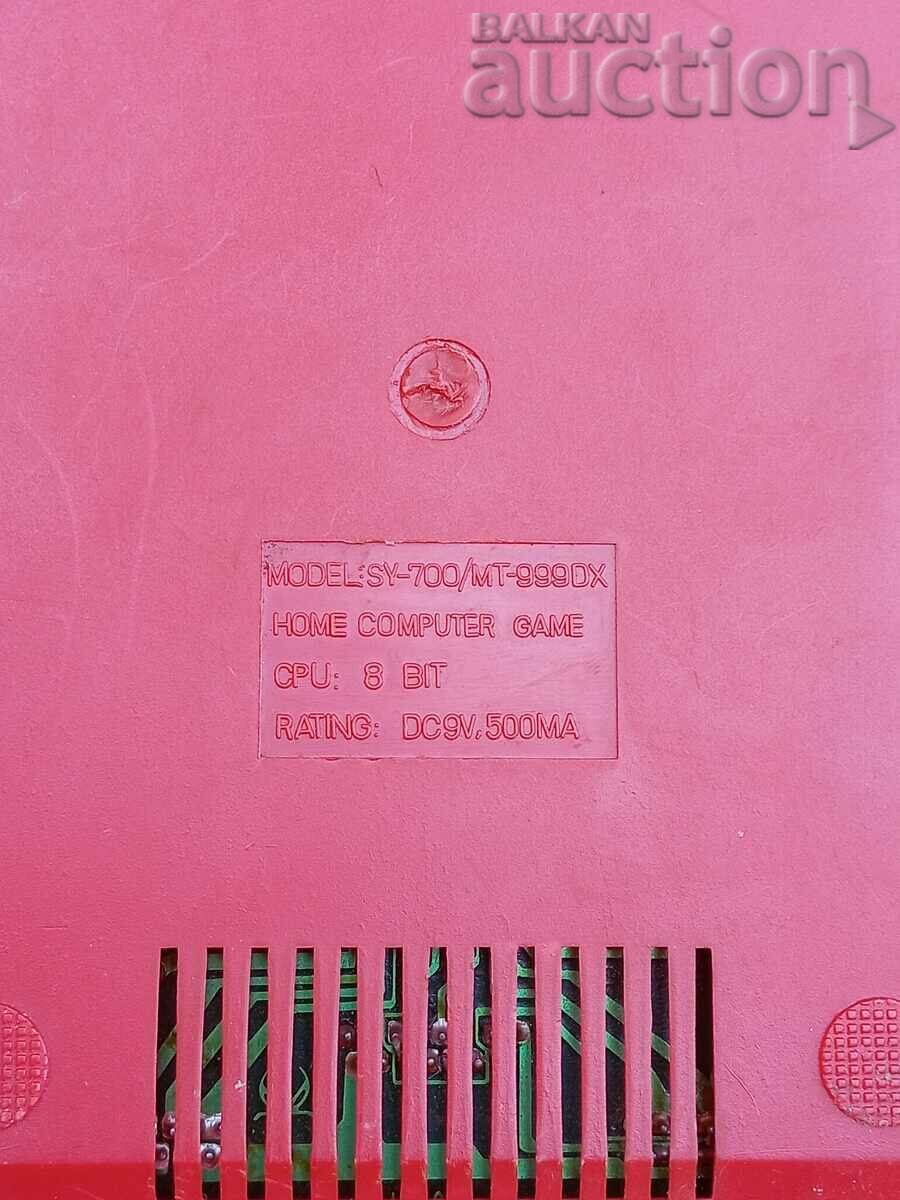 BALKAN
auction
MODEL:SY-700/MT-999DX
HOME COMPUTER GAME
CPU: 8 BIT
RATING: DC9V,500MA